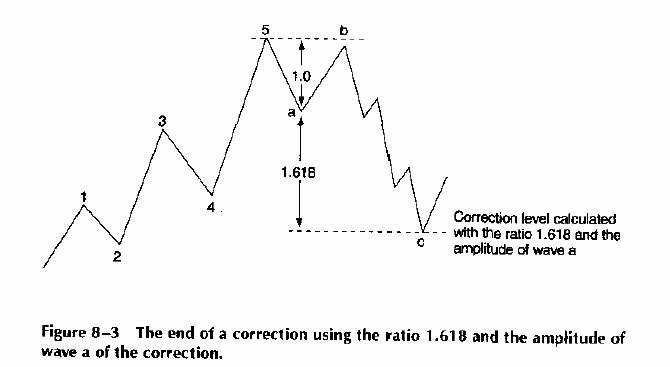 5
b
1.0
a
3
1.618
1
4
2
c
Correction level calculated
with the ratio 1.618 and the
amplitude of wave a
Figure 8–3 The end of a correction using the ratio 1.618 and the amplitude of
wave a of the correction.